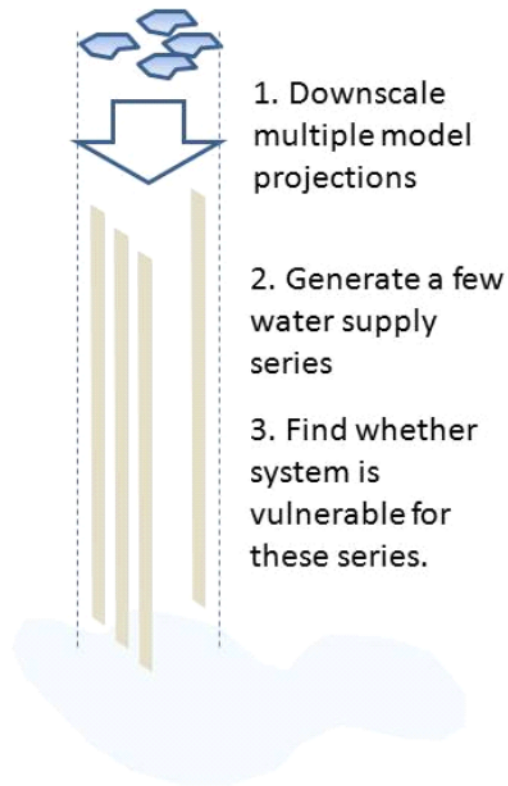 1. Downscale
multiple model
projections
2. Generate a few
water supply
series
3. Find whether
system is
vulnerable for
these series.